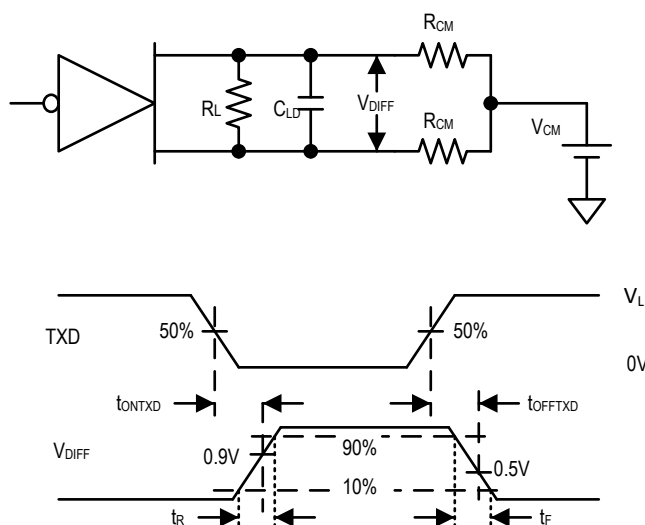 RCM
RL
CLD
VDIFF
RCM
VCM
TXD
50%
50%
VL
0V
tONTXD
tOFFTXD
VDIFF
0.9V
90%
0.5V
10%
tR
tF